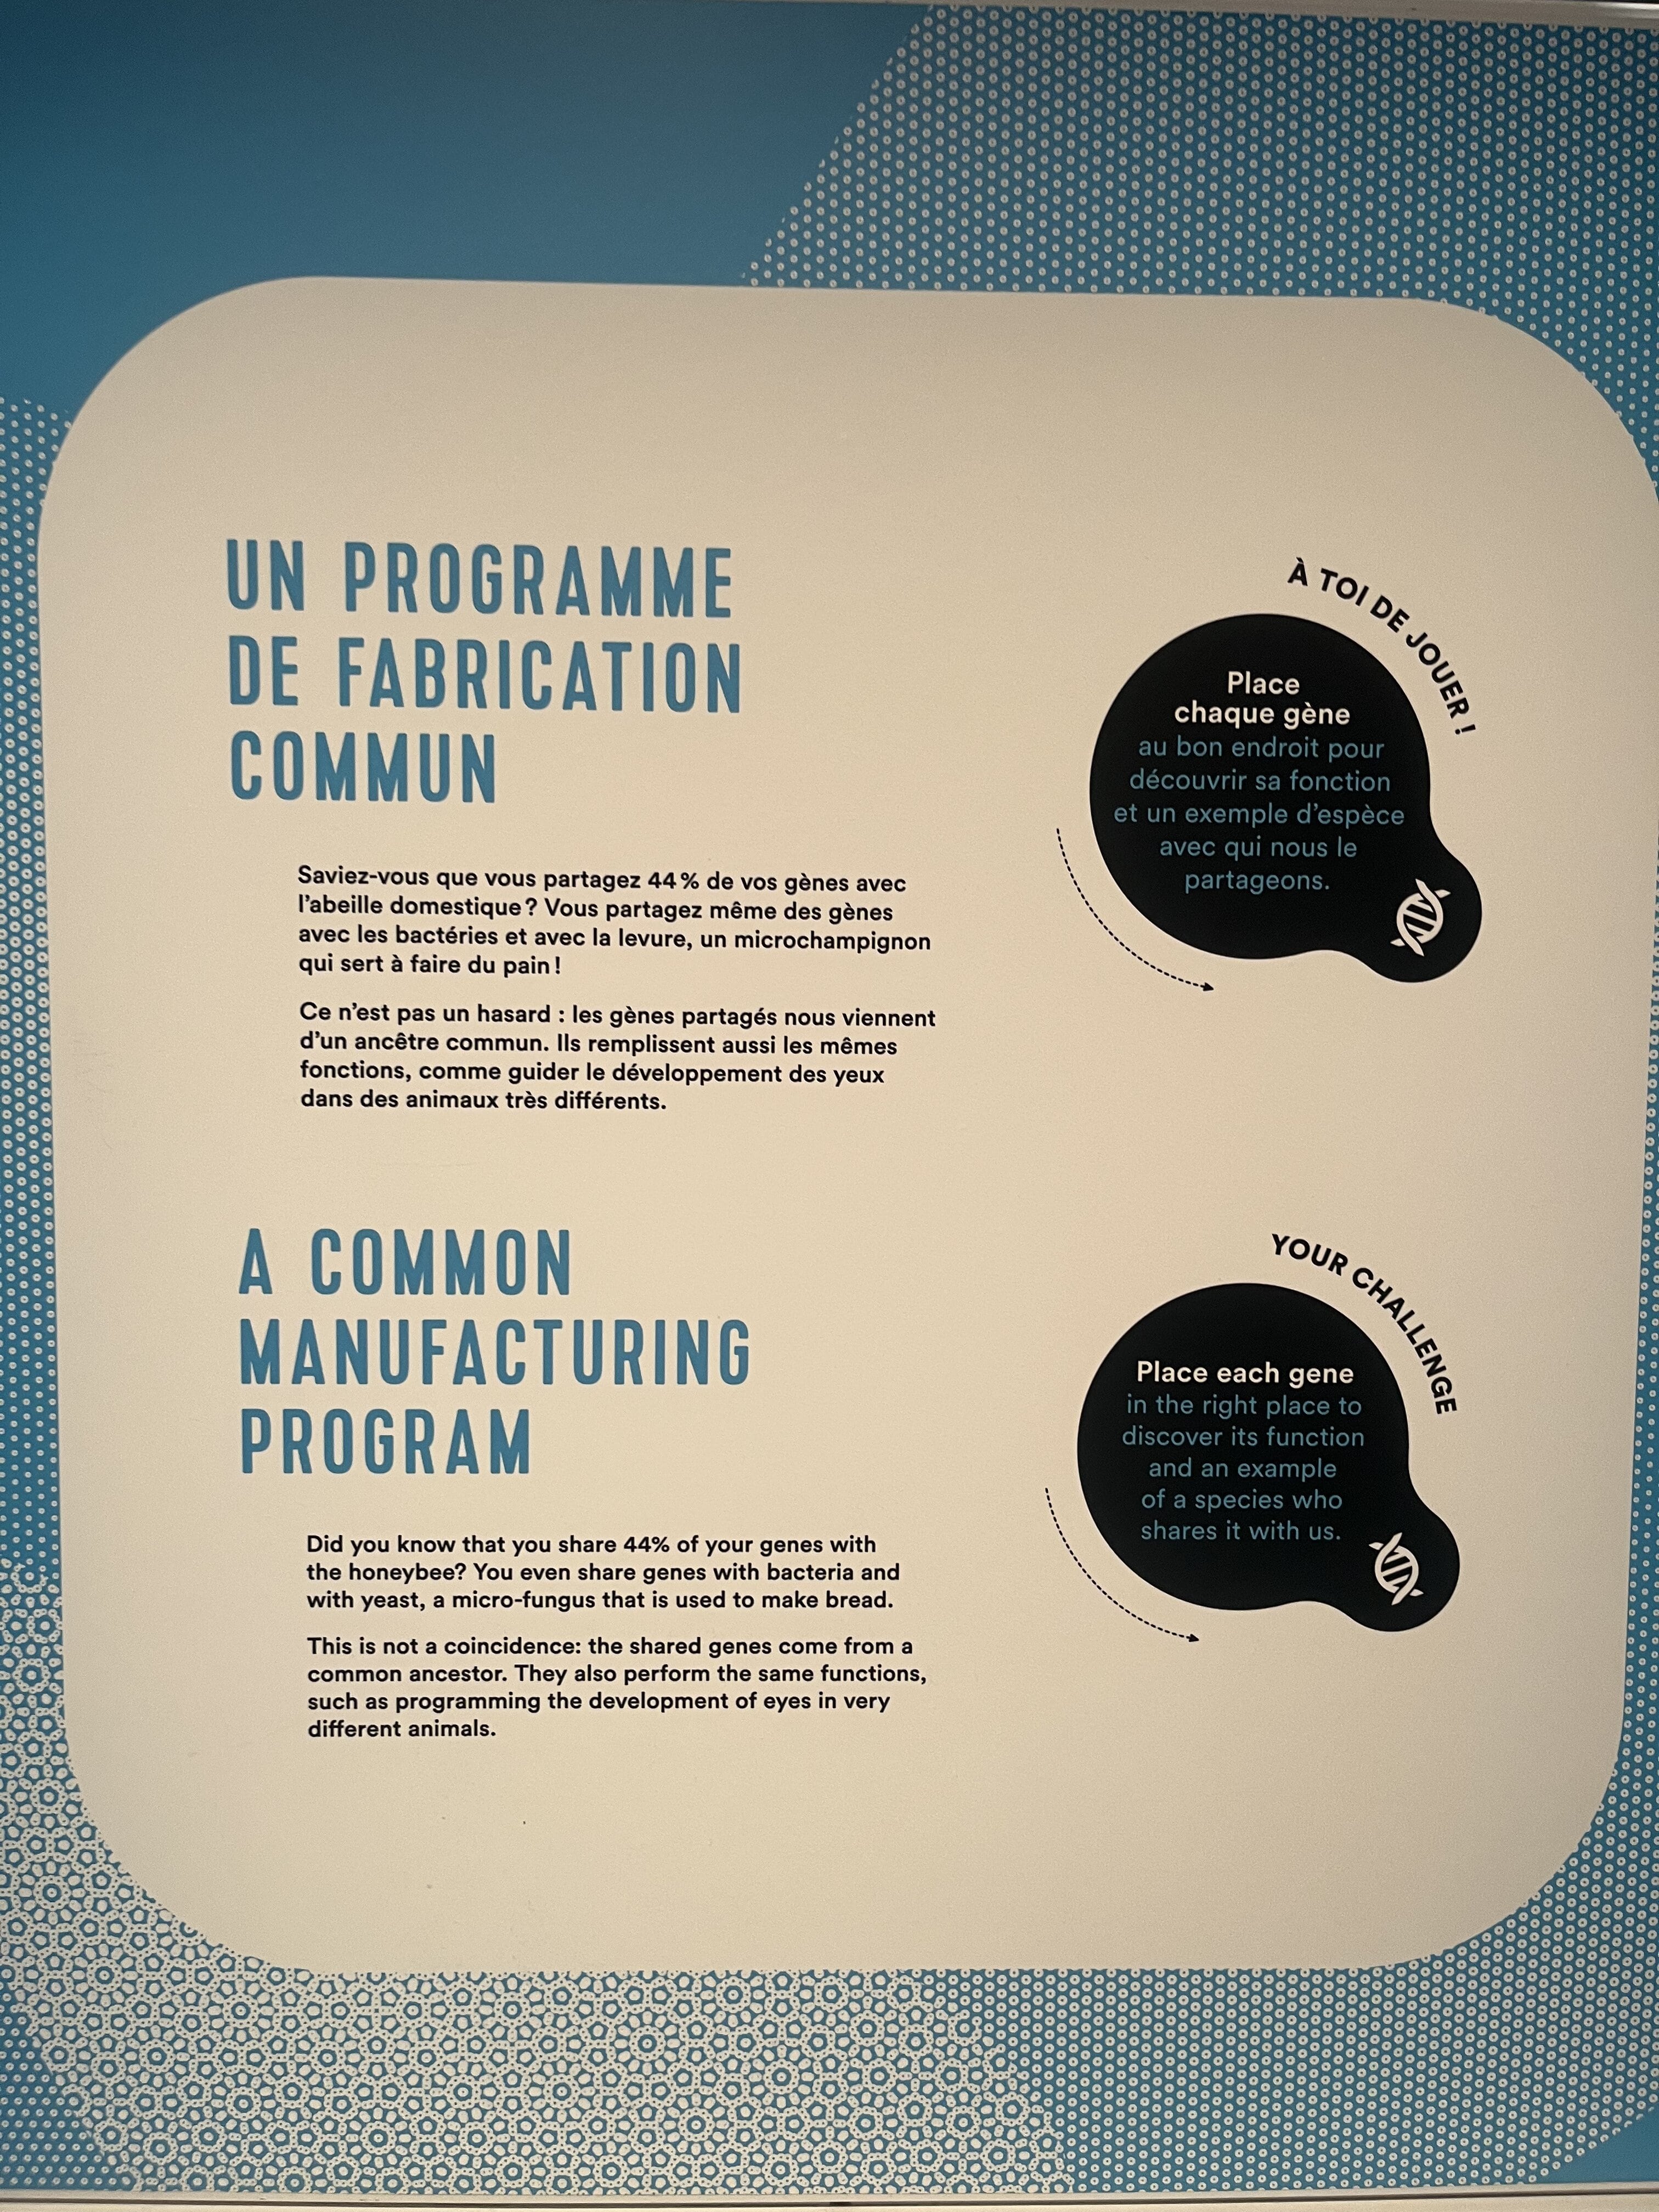 UN PROGRAMME
DE FABRICATION
COMMUN
Saviez-vous que vous partagez 44 % de vos gènes avec
l'abeille domestique ? Vous partagez même des gènes
avec les bactéries et avec la levure, un microchampignon
qui sert à faire du pain !
Ce n'est pas un hasard : les gènes partagés nous viennent
d'un ancêtre commun. Ils remplissent aussi les mêmes
fonctions, comme guider le développement des yeux
dans des animaux très différents.
À TOI DE JOUER !
Place
chaque gène
au bon endroit pour
découvrir sa fonction
et un exemple d'espèce
avec qui nous le
partageons.
A COMMON
MANUFACTURING
PROGRAM
Did you know that you share 44% of your genes with
the honeybee? You even share genes with bacteria and
with yeast, a micro-fungus that is used to make bread.
This is not a coincidence: the shared genes come from a
common ancestor. They also perform the same functions,
such as programming the development of eyes in very
different animals.
YOUR CHALLENGE
Place each gene
in the right place to
discover its function
and an example
of a species who
shares it with us.